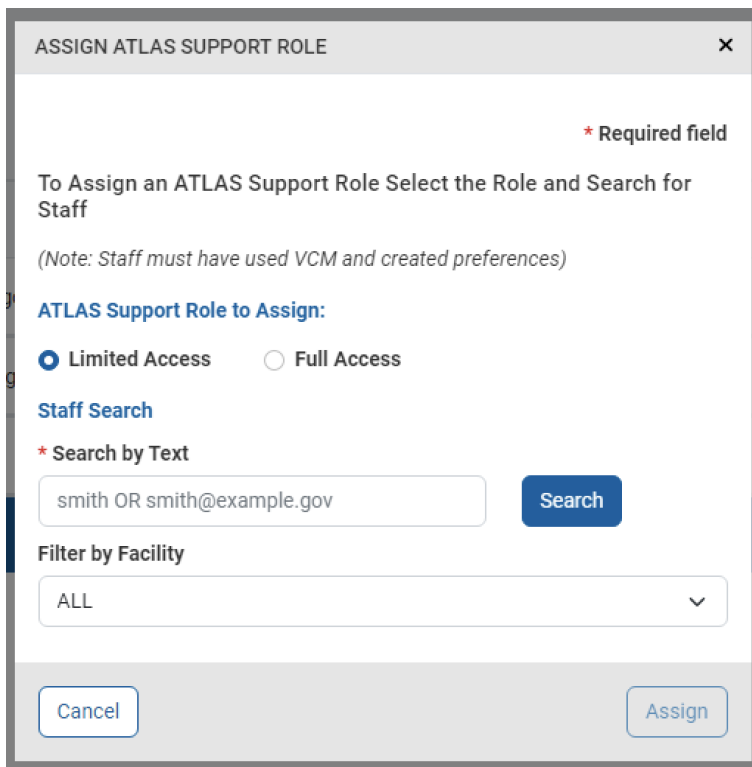 ASSIGN ATLAS SUPPORT ROLE
* Required field
To Assign an ATLAS Support Role Select the Role and Search for
Staff
(Note: Staff must have used VCM and created preferences)
ATLAS Support Role to Assign:
Limited Access
Full Access
Staff Search
* Search by Text
smith OR smith@example.gov
Search
Filter by Facility
ALL
Cancel
Assign